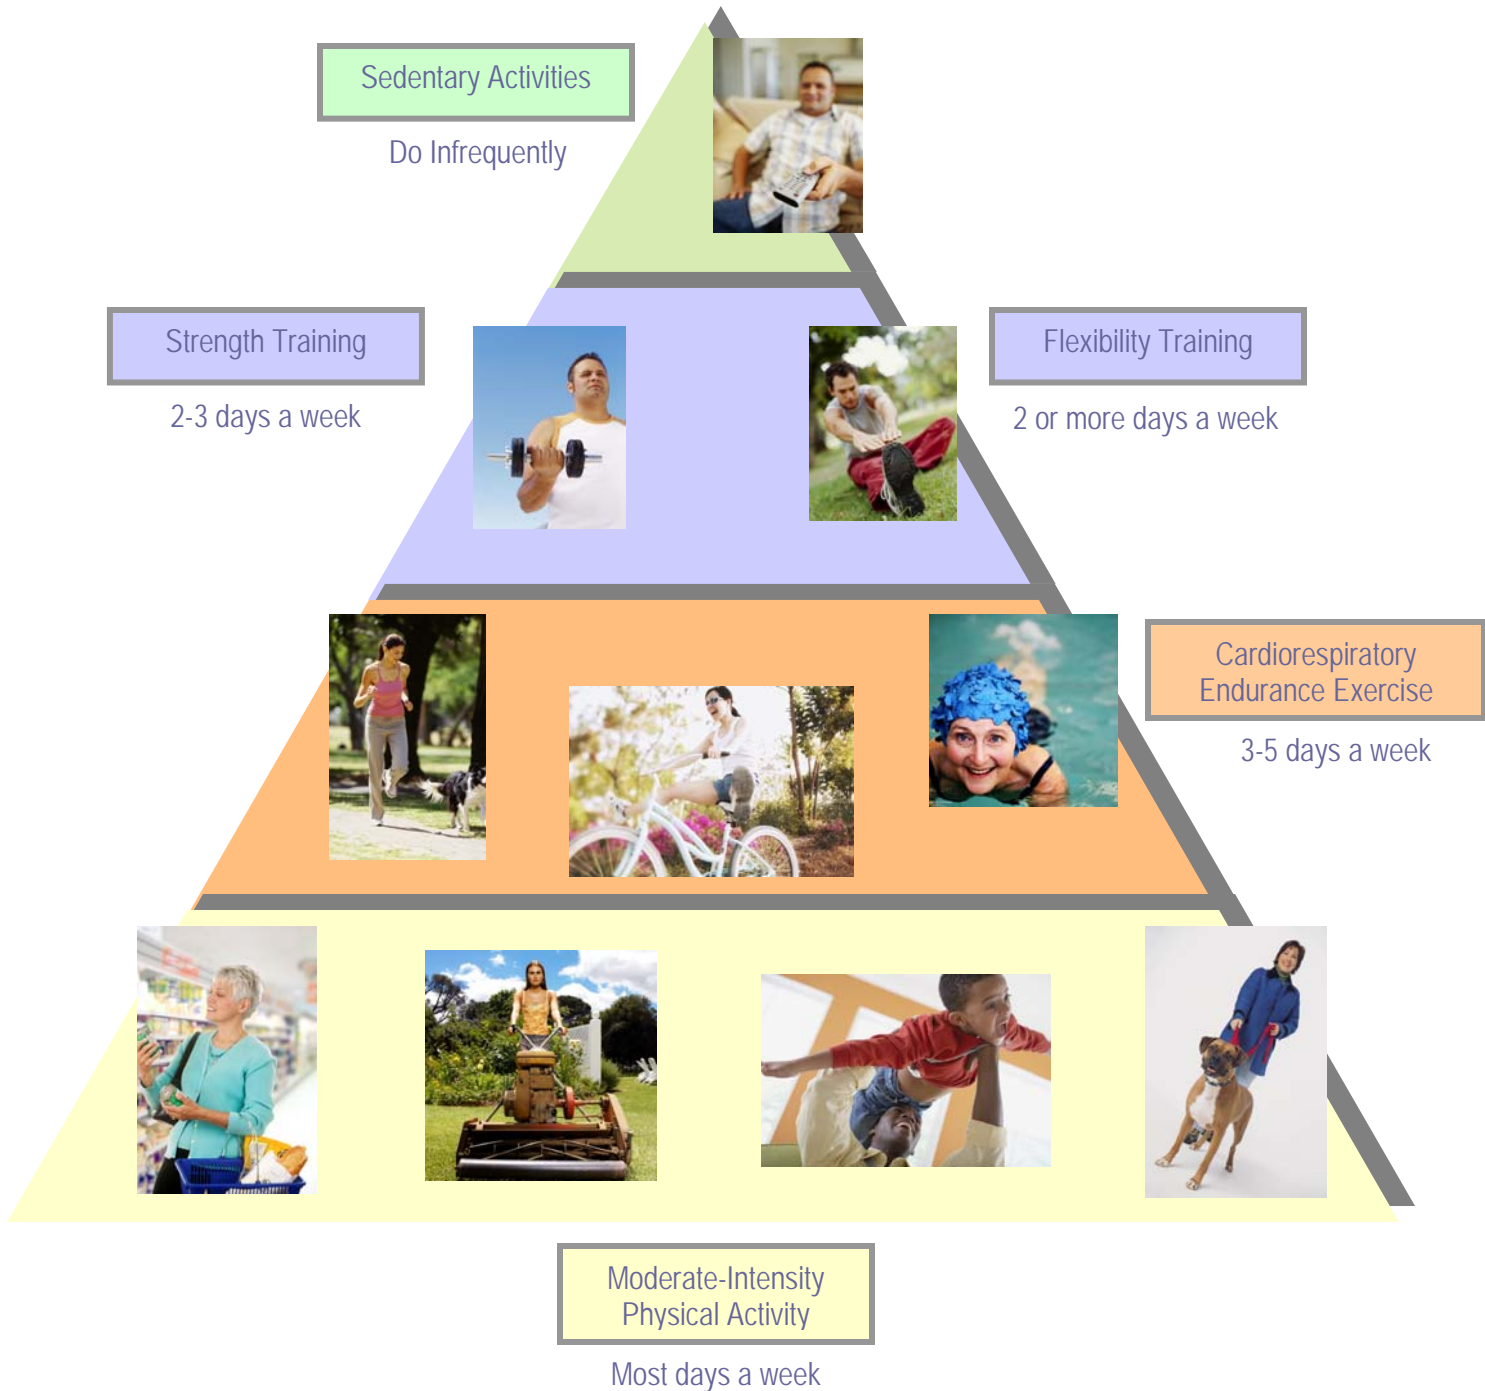 Sedentary Activities
Do Infrequently
Strength Training
2-3 days a week
Flexibility Training
2 or more days a week
Cardiorespiratory
Endurance Exercise
3-5 days a week
Moderate-Intensity
Physical Activity
Most days a week